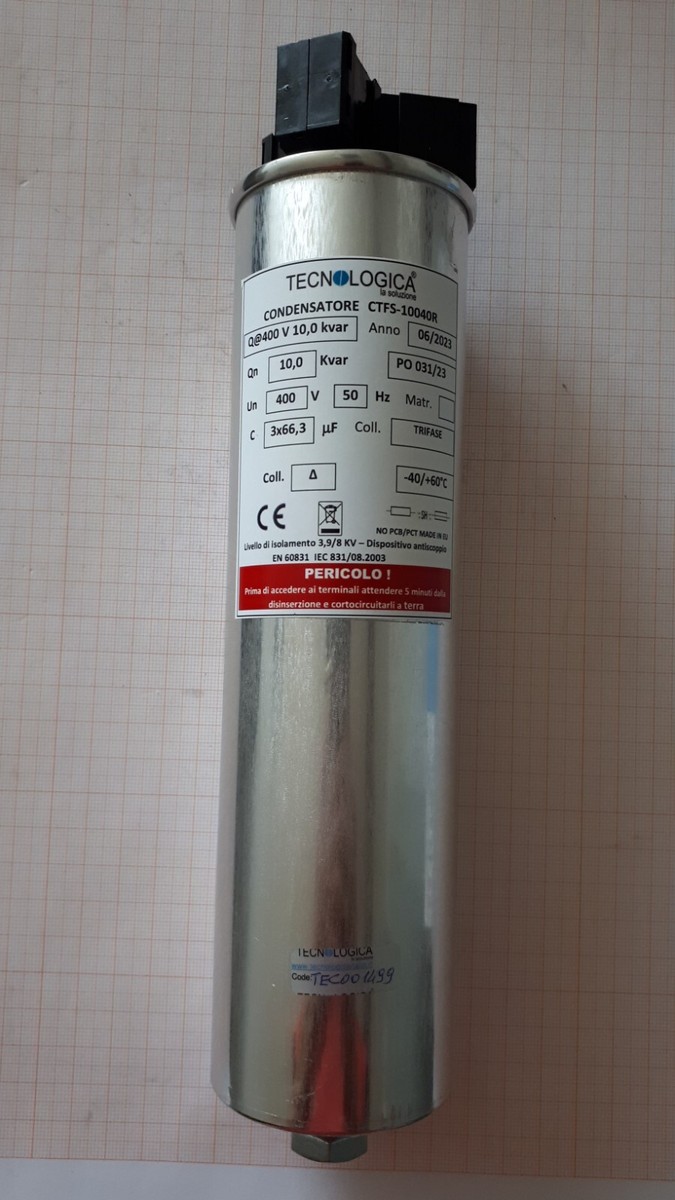 TECNOLOGICA®
la soluzione
CONDENSATORE CTFS-10040R
Q@400 V 10,0 kvar Anno 06/2023
Qn 10,0 Kvar PO 031/23
Un 400 V 50 Hz Matr.
C 3x66,3 µF Coll. TRIFASE
Coll. Δ -40/+60°C
CE SH
NO PCB/PCT MADE IN EU
Livello di isolamento 3,9/8 KV – Dispositivo antiscoppio
EN 60831 IEC 831/08.2003
PERICOLO !
Prima di accedere ai terminali attendere 5 minuti dalla
disinserzione e cortocircuitarli a terra
TECNOLOGICA
Code: TEC001499